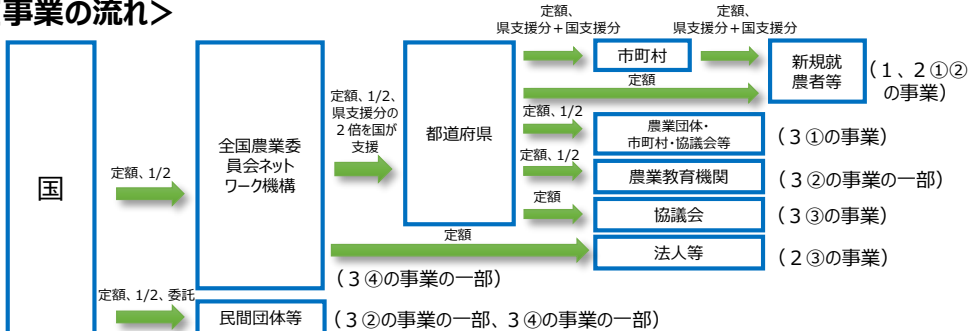 事業の流れ>
国
定額、1/2
全国農業委
員会ネット
ワーク機構
定額、1/2、
県支援分の
２倍を国が
支援
都道府県
定額、
県支援分＋国支援分
市町村
定額、
県支援分＋国支援分
新規就
農者等
（１、２①②
の事業）
定額
定額、1/2
農業団体・
市町村・協議会等
（３①の事業）
定額、1/2
農業教育機関
（３②の事業の一部）
定額
協議会
（３③の事業）
定額
法人等
（２③の事業）
（３④の事業の一部）
定額、1/2、委託
民間団体等
（３②の事業の一部、３④の事業の一部）